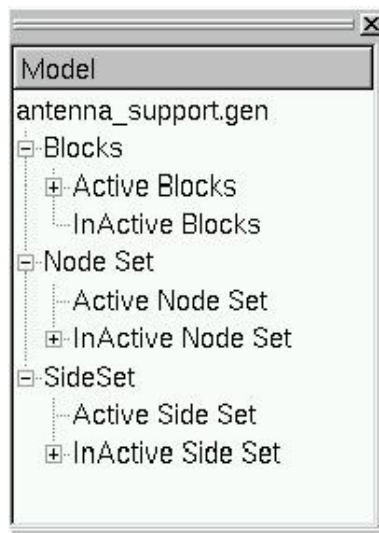 Model
antenna_support.gen
Blocks
Active Blocks
InActive Blocks
Node Set
Active Node Set
InActive Node Set
SideSet
Active Side Set
InActive Side Set